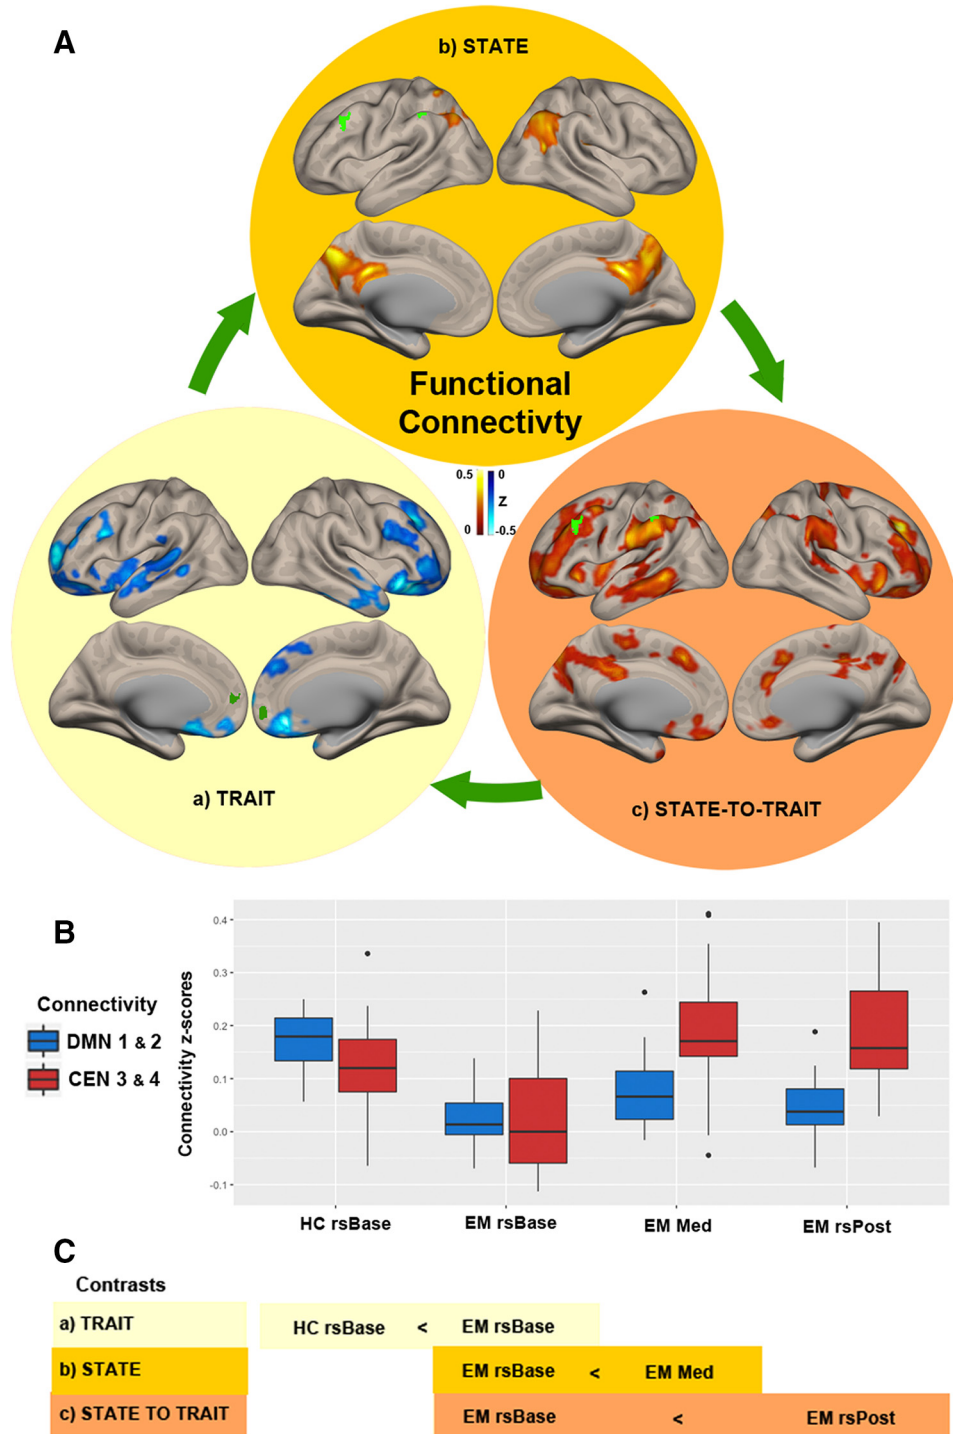 A
b) STATE
Functional
Connectivty
0.5
0
Z
0
-0.5
a) TRAIT
c) STATE-TO-TRAIT
B
Connectivity
DMN 1 & 2
CEN 3 & 4
Connectivity z-scores
0.4
0.3
0.2
0.1
0.0
-0.1
HC rsBase
EM rsBase
EM Med
EM rsPost
C
Contrasts
a) TRAIT
HC rsBase < EM rsBase
b) STATE
EM rsBase < EM Med
c) STATE TO TRAIT
EM rsBase < EM rsPost